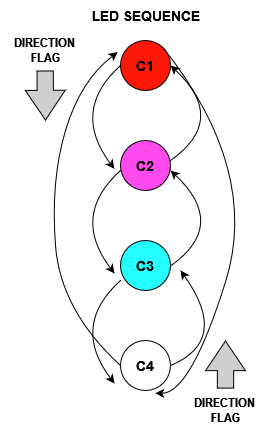 LED SEQUENCE
DIRECTION
FLAG
C1
C2
C3
C4
DIRECTION
FLAG